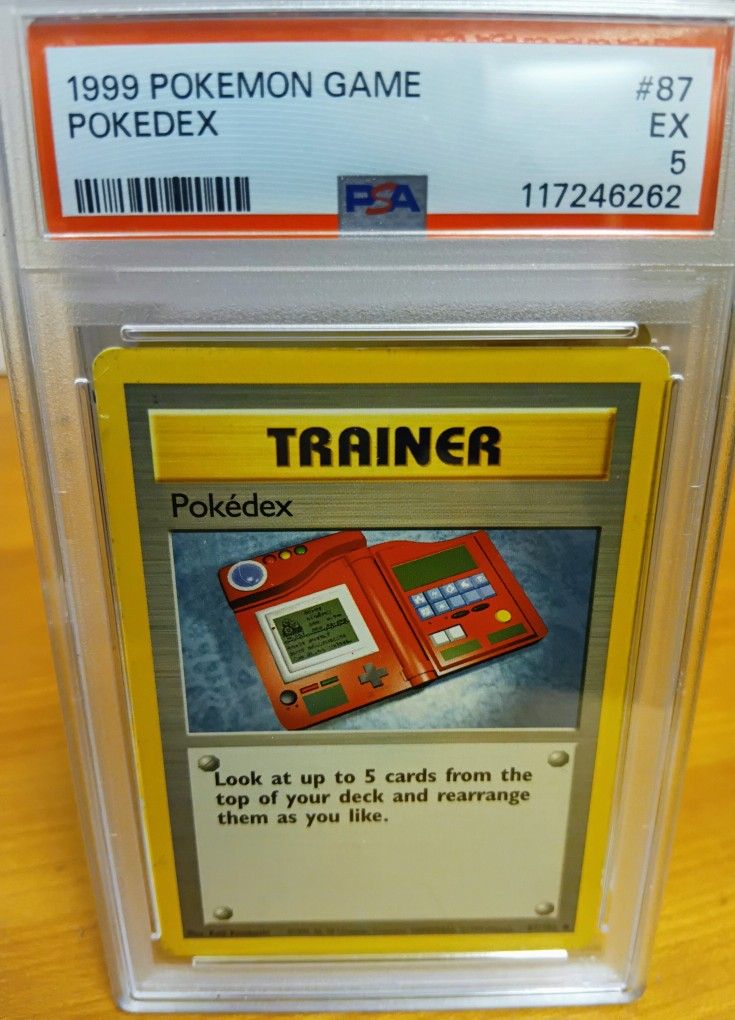 1999 POKEMON GAME #87
POKEDEX EX
5
PSA 117246262
TRAINER
Pokédex
Look at up to 5 cards from the
top of your deck and rearrange
them as you like.